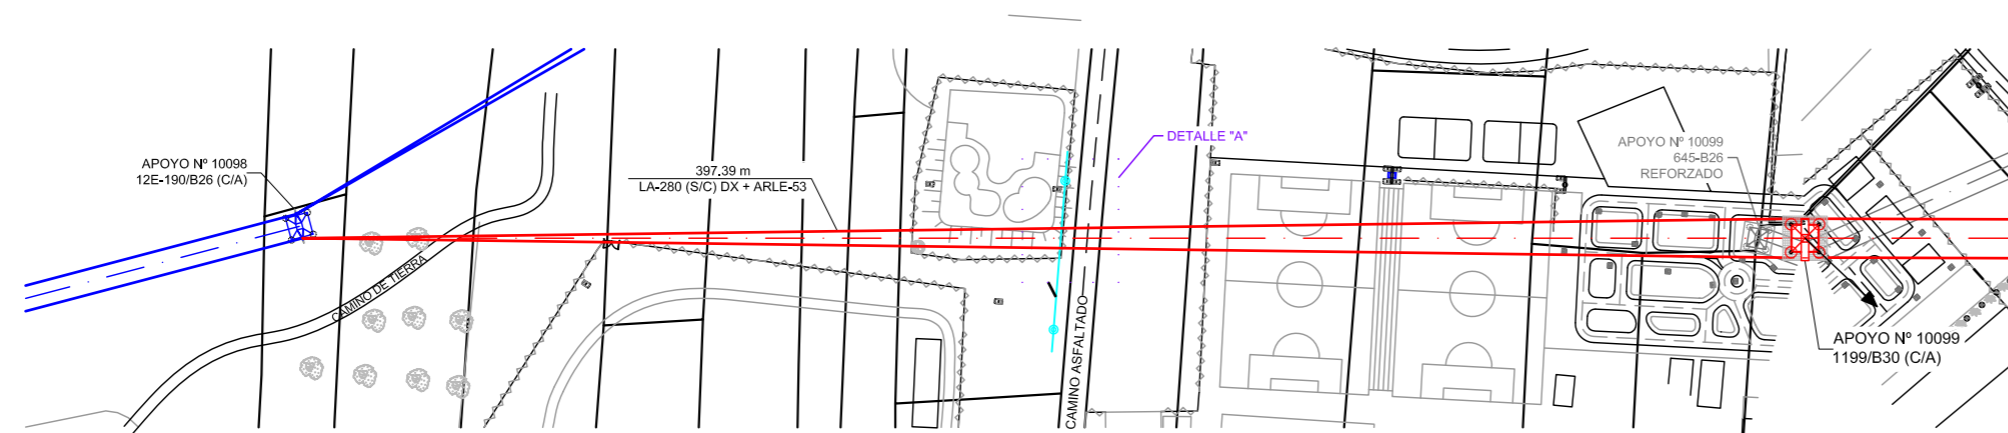 APOYO Nº 10098
12E-190/B26 (C/A)
CAMINO DE TIERRA
397.39 m
LA-280 (S/C) DX + ARLE-53
DETALLE "A"
CAMINO ASFALTADO
APOYO Nº 10099
645-B26
REFORZADO
APOYO Nº 10099
1199/B30 (C/A)